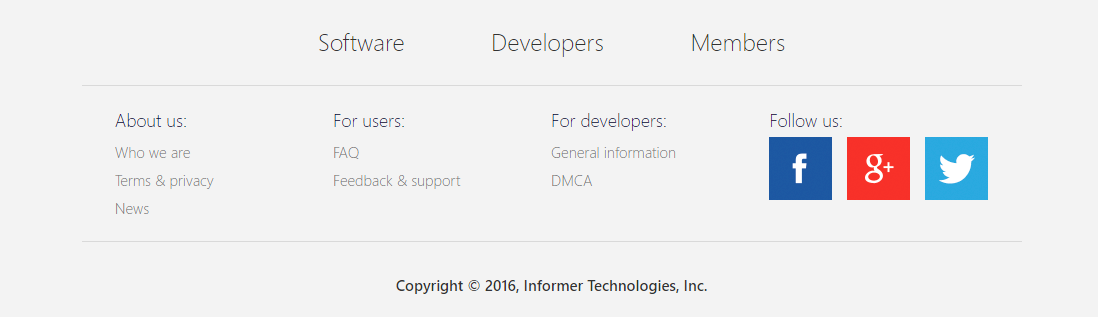 Software Developers Members
About us: For users: For developers: Follow us:
Who we are FAQ General information
Terms & privacy Feedback & support DMCA
News
f g+
Copyright © 2016, Informer Technologies, Inc.